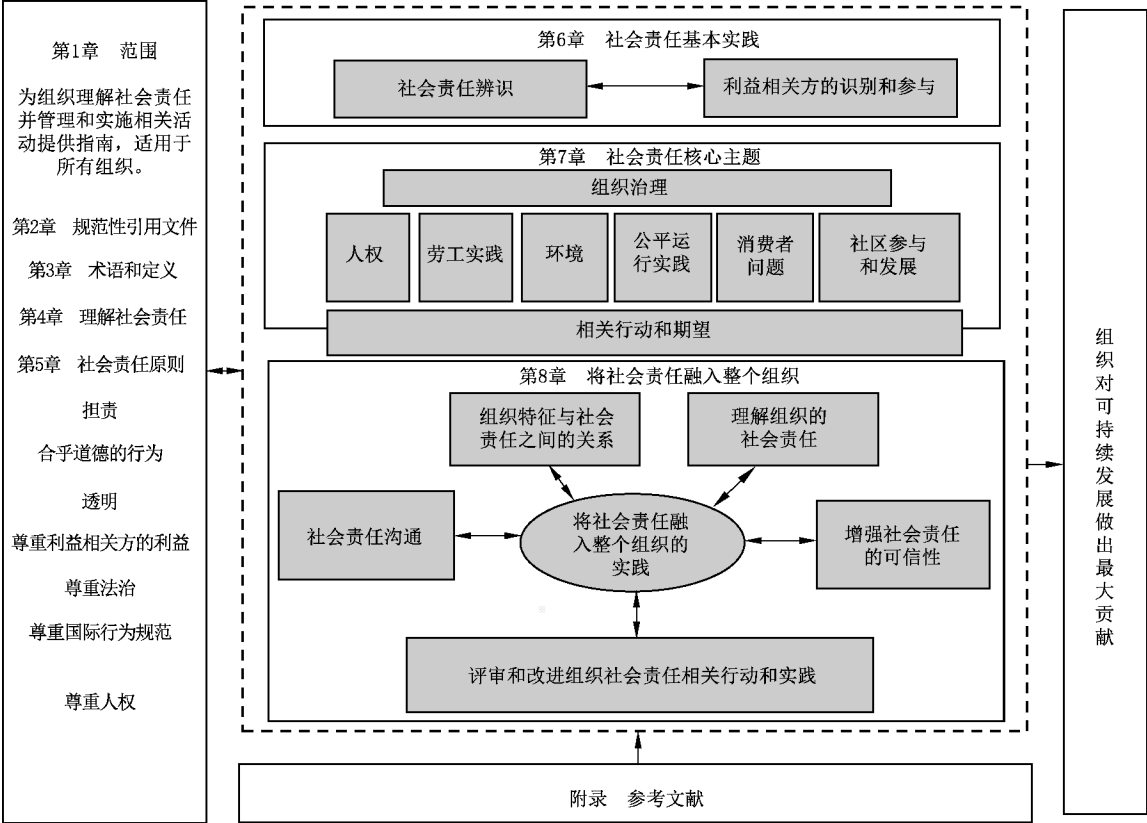 第1章　范围
为组织理解社会责任
并管理和实施相关活
动提供指南，适用于
所有组织。
第2章　规范性引用文件
第3章　术语和定义
第4章　理解社会责任
第5章　社会责任原则
担责
合乎道德的行为
透明
尊重利益相关方的利益
尊重法治
尊重国际行为规范
尊重人权
第6章　社会责任基本实践
社会责任辨识
利益相关方的识别和参与
第7章　社会责任核心主题
组织治理
人权
劳工实践
环境
公平运
行实践
消费者
问题
社区参与
和发展
相关行动和期望
第8章　将社会责任融入整个组织
组织特征与社会
责任之间的关系
理解组织的
社会责任
社会责任沟通
将社会责任融
入整个组织的
实践
增强社会责任
的可信性
评审和改进组织社会责任相关行动和实践
附录　参考文献
组织对可持续发展做出最大贡献